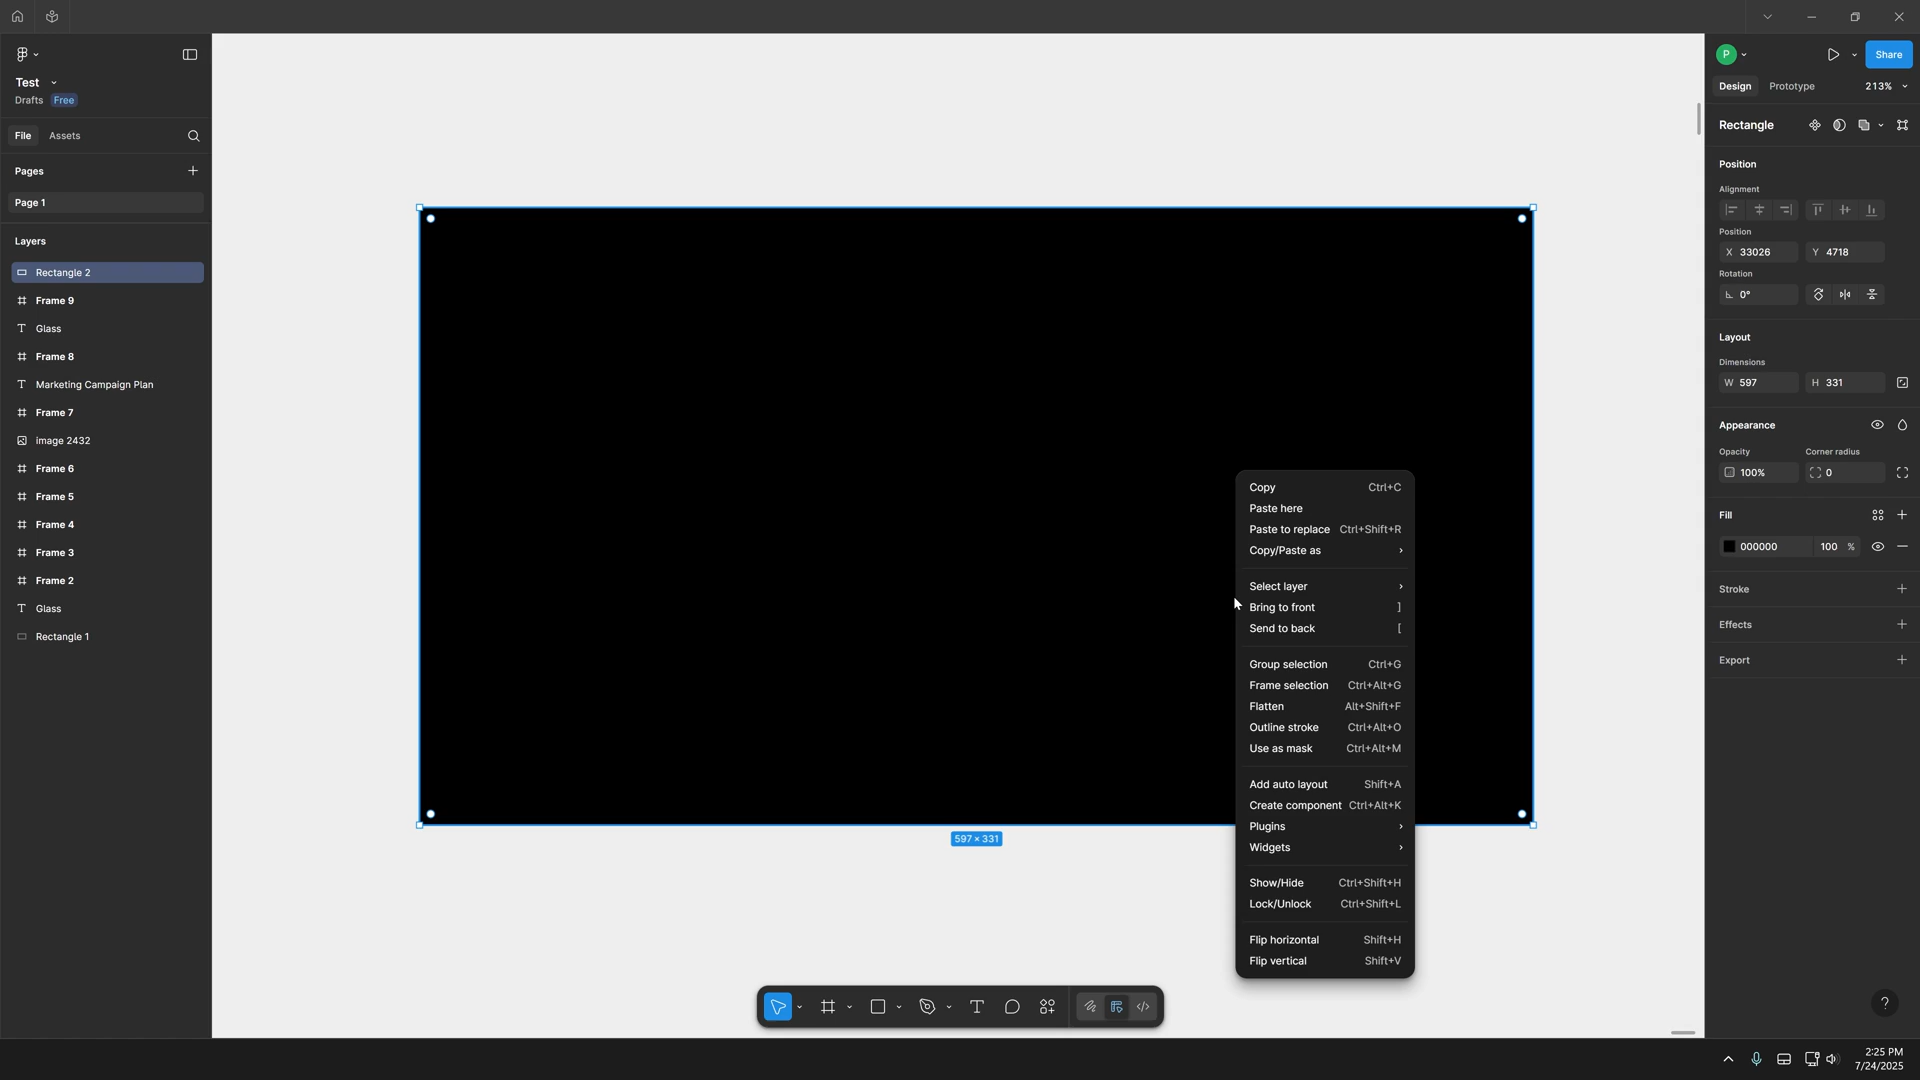 Test
Drafts Free
File Assets
Pages
Page 1
Layers
Rectangle 2
Frame 9
Glass
Frame 8
Marketing Campaign Plan
Frame 7
image 2432
Frame 6
Frame 5
Frame 4
Frame 3
Frame 2
Glass
Rectangle 1
597 × 331
Copy Ctrl+C
Paste here
Paste to replace Ctrl+Shift+R
Copy/Paste as
Select layer
Bring to front ]
Send to back [
Group selection Ctrl+G
Frame selection Ctrl+Alt+G
Flatten Alt+Shift+F
Outline stroke Ctrl+Alt+O
Use as mask Ctrl+Alt+M
Add auto layout Shift+A
Create component Ctrl+Alt+K
Plugins
Widgets
Show/Hide Ctrl+Shift+H
Lock/Unlock Ctrl+Shift+L
Flip horizontal Shift+H
Flip vertical Shift+V
P Share
Design Prototype 213%
Rectangle
Position
Alignment
Position
X 33026 Y 4718
Rotation
0°
Layout
Dimensions
W 597 H 331
Appearance
Opacity Corner radius
100% 0
Fill
000000 100 %
Stroke
Effects
Export
?
2:25 PM
7/24/2025